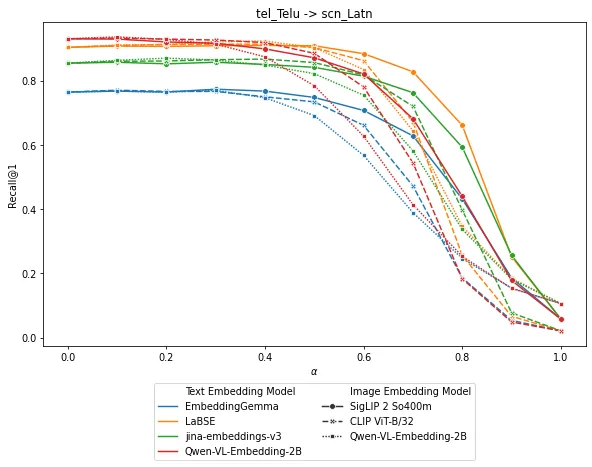 tel_Telu -> scn_Latn
Recall@1
0.8
0.6
0.4
0.2
0.0
0.0 0.2 0.4 0.6 0.8 1.0
α
Text Embedding Model
EmbeddingGemma
LaBSE
jina-embeddings-v3
Qwen-VL-Embedding-2B
Image Embedding Model
SigLIP 2 So400m
CLIP ViT-B/32
Qwen-VL-Embedding-2B